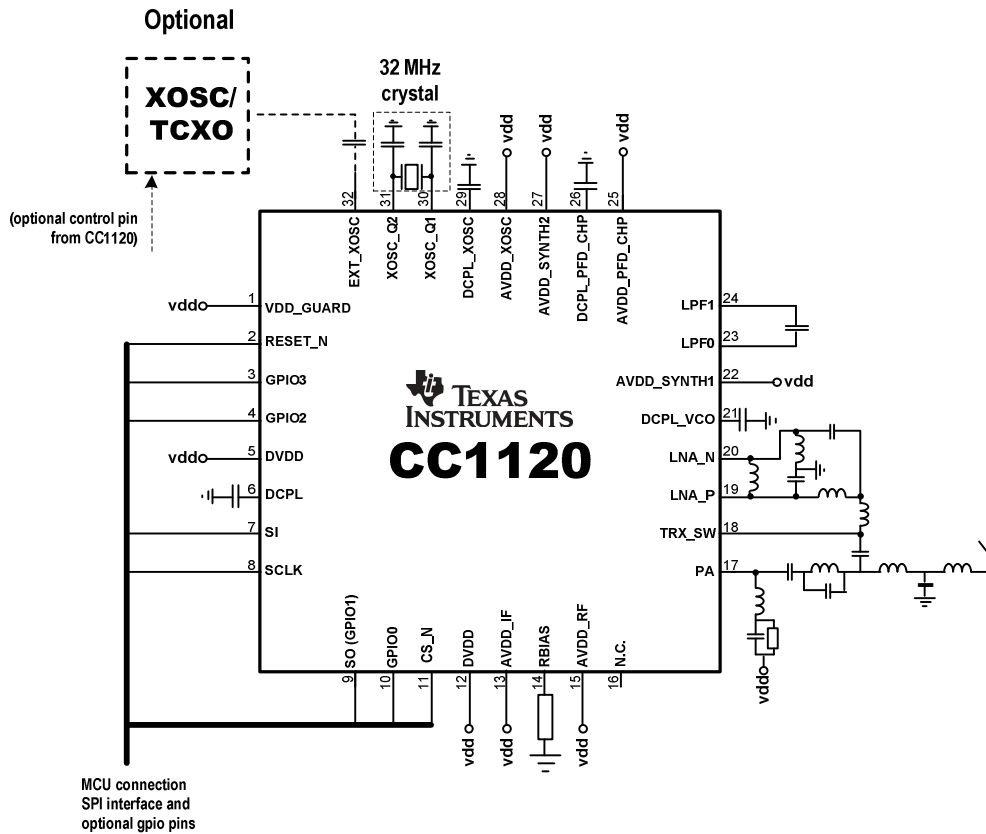 Optional
XOSC/
TCXO
(optional control pin
from CC1120)
32 MHz
crystal
vdd
vdd
vdd
32
31
30
29
28
27
26
25
EXT_XOSC
XOSC_Q2
XOSC_Q1
DCPL_XOSC
AVDD_XOSC
AVDD_SYNTH2
DCPL_PFD_CHP
AVDD_PFD_CHP
vdd 1 VDD_GUARD
2 RESET_N
3 GPIO3
4 GPIO2
vdd 5 DVDD
6 DCPL
7 SI
8 SCLK
LPF1 24
LPF0 23
AVDD_SYNTH1 22 vdd
DCPL_VCO 21
LNA_N 20
LNA_P 19
TRX_SW 18
PA 17
vdd
TEXAS
INSTRUMENTS
CC1120
SO (GPIO1)
GPIO0
CS_N
DVDD
AVDD_IF
RBIAS
AVDD_RF
N.C.
9
10
11
12
13
14
15
16
vdd
vdd
vdd
MCU connection
SPI interface and
optional gpio pins